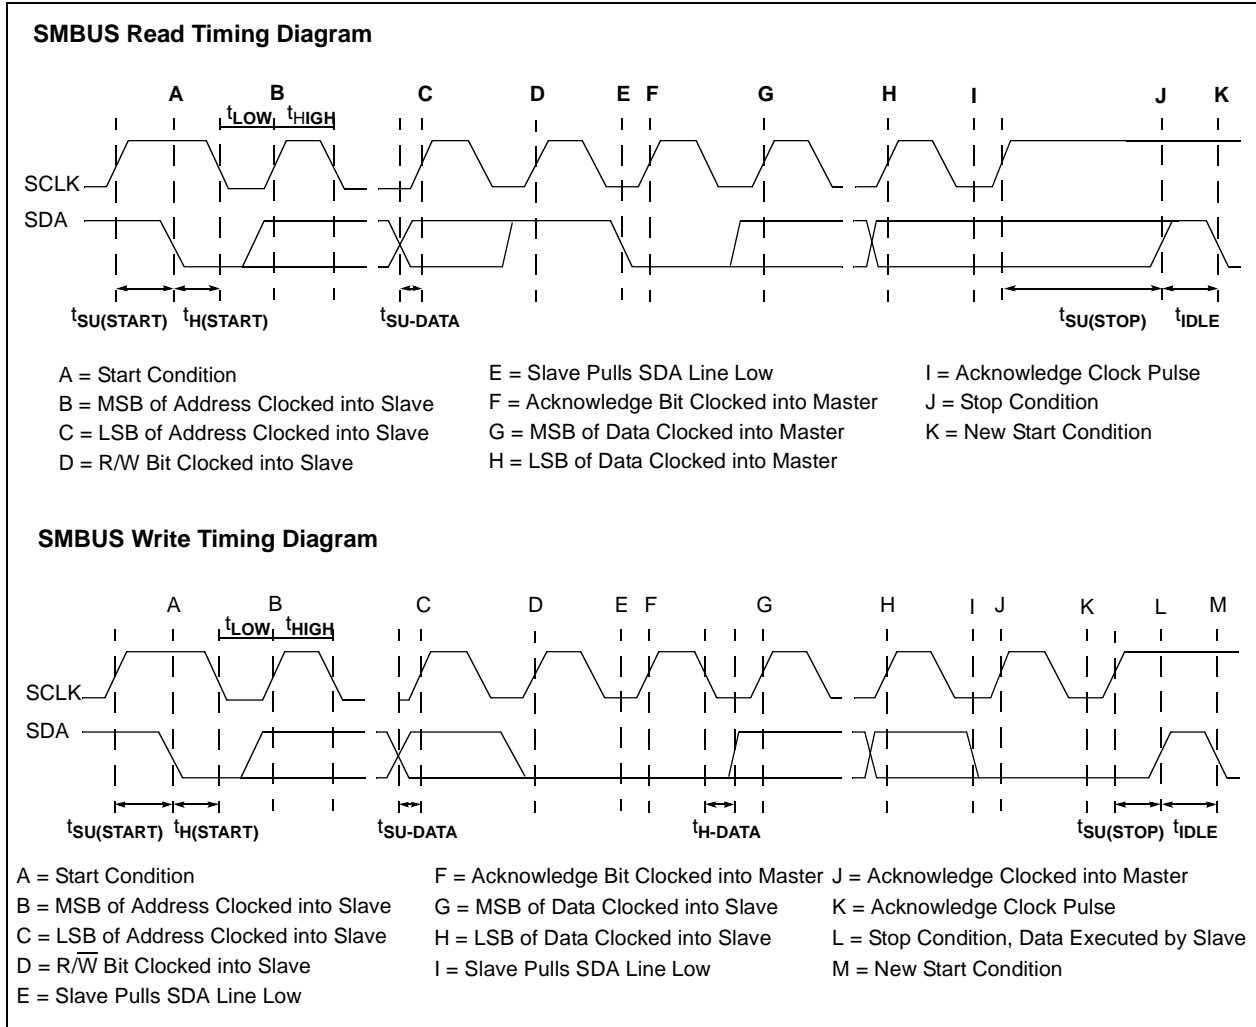 SMBUS Read Timing Diagram
A B C D E F G H I J K
tLOW tHIGH
SCLK
SDA
tSU(START) tH(START) tSU-DATA tSU(STOP) tIDLE
A = Start Condition
B = MSB of Address Clocked into Slave
C = LSB of Address Clocked into Slave
D = R/W Bit Clocked into Slave
E = Slave Pulls SDA Line Low
F = Acknowledge Bit Clocked into Master
G = MSB of Data Clocked into Master
H = LSB of Data Clocked into Master
I = Acknowledge Clock Pulse
J = Stop Condition
K = New Start Condition
SMBUS Write Timing Diagram
A B C D E F G H I J K L M
tLOW tHIGH
SCLK
SDA
tSU(START) tH(START) tSU-DATA tH-DATA tSU(STOP) tIDLE
A = Start Condition
B = MSB of Address Clocked into Slave
C = LSB of Address Clocked into Slave
D = R/W̅ Bit Clocked into Slave
E = Slave Pulls SDA Line Low
F = Acknowledge Bit Clocked into Master
G = MSB of Data Clocked into Slave
H = LSB of Data Clocked into Slave
I = Slave Pulls SDA Line Low
J = Acknowledge Clocked into Master
K = Acknowledge Clock Pulse
L = Stop Condition, Data Executed by Slave
M = New Start Condition